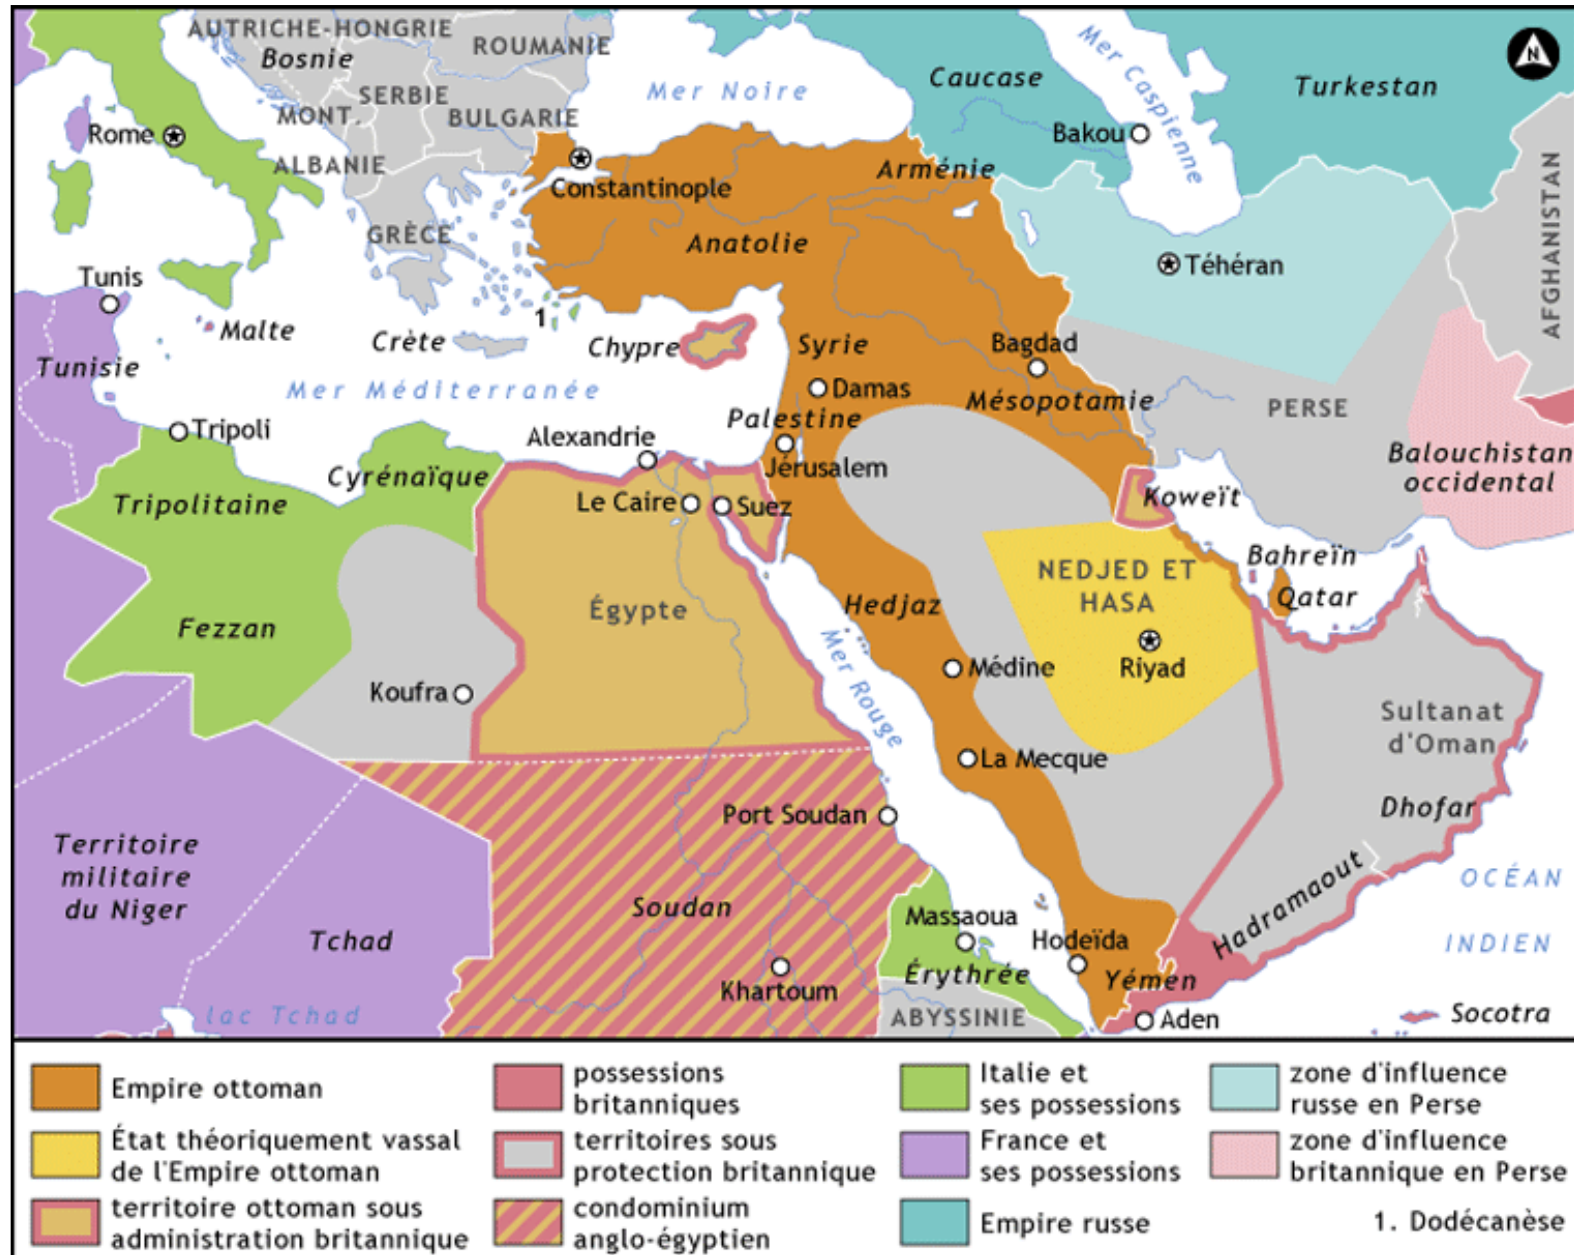 AUTRICHE-HONGRIE
Bosnie
ROUMANIE
SERBIE
MONT.
BULGARIE
ALBANIE
GRÈCE
Rome
Mer Noire
Constantinople
Caucase
Mer Caspienne
Bakou
Turkestan
N
Arménie
Anatolie
Téhéran
AFGHANISTAN
Tunis
Malte
Tunisie
Crète
1
Chypre
Syrie
Bagdad
Mer Méditerranée
Damas
Mésopotamie
PERSE
Palestine
Tripoli
Alexandrie
Jérusalem
Balouchistan
occidental
Cyrénaïque
Tripolitaine
Le Caire
Suez
Koweït
Bahreïn
NEDJED ET
HASA
Qatar
Égypte
Hedjaz
Fezzan
Mer Rouge
Médine
Riyad
Koufra
Sultanat
d'Oman
La Mecque
Port Soudan
Dhofar
Territoire
militaire
du Niger
Tchad
Soudan
Massaoua
Hodeïda
Hadramaout
OCÉAN
INDIEN
Khartoum
Érythrée
Yémen
lac Tchad
ABYSSINIE
Aden
Socotra
Empire ottoman
État théoriquement vassal
de l'Empire ottoman
territoire ottoman sous
administration britannique
possessions
britanniques
territoires sous
protection britannique
condominium
anglo-égyptien
Italie et
ses possessions
France et
ses possessions
Empire russe
zone d'influence
russe en Perse
zone d'influence
britannique en Perse
1. Dodécanèse